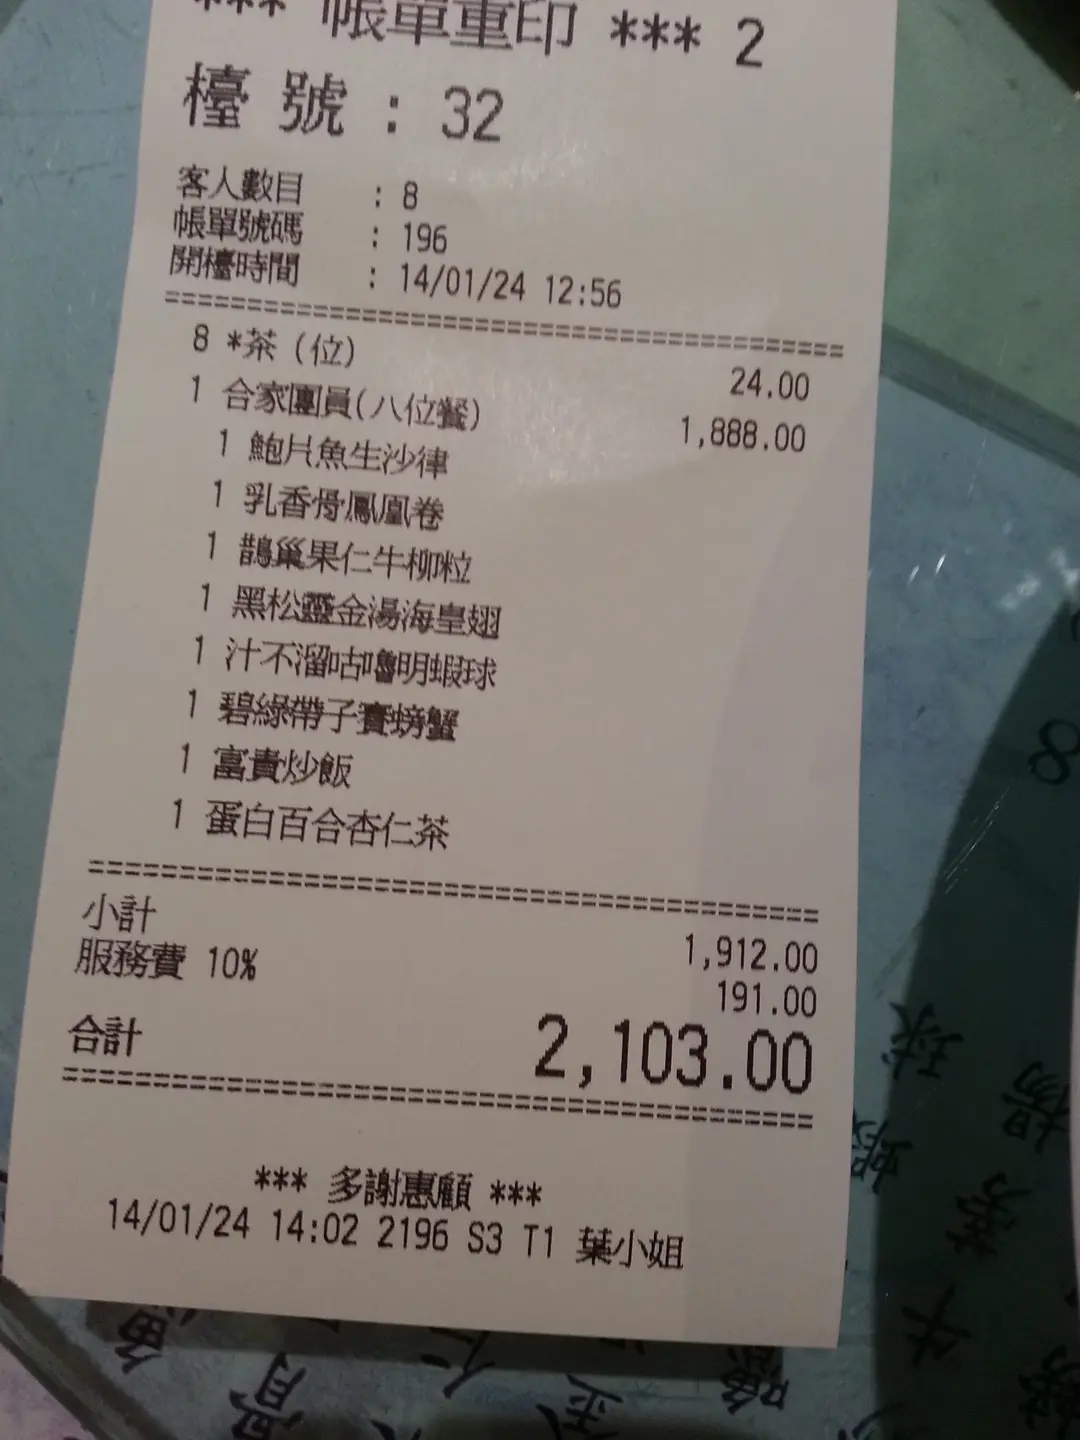 *** 帳單重印 *** 2
檯 號 : 32
客人數目 : 8
帳單號碼 : 196
開檯時間 : 14/01/24 12:56
8 *茶 (位) 24.00
1 合家團員(八位餐) 1,888.00
1 鮑片魚生沙律
1 乳香骨鳳凰卷
1 鵲巢果仁牛柳粒
1 黑松靈金湯海皇翅
1 汁不溜咕嚕明蝦球
1 碧綠帶子賽螃蟹
1 富貴炒飯
1 蛋白百合杏仁茶
小計 1,912.00
服務費 10% 191.00
合計 2,103.00
*** 多謝惠顧 ***
14/01/24 14:02 2196 S3 T1 葉小姐
8
球
蝦
牛
仁